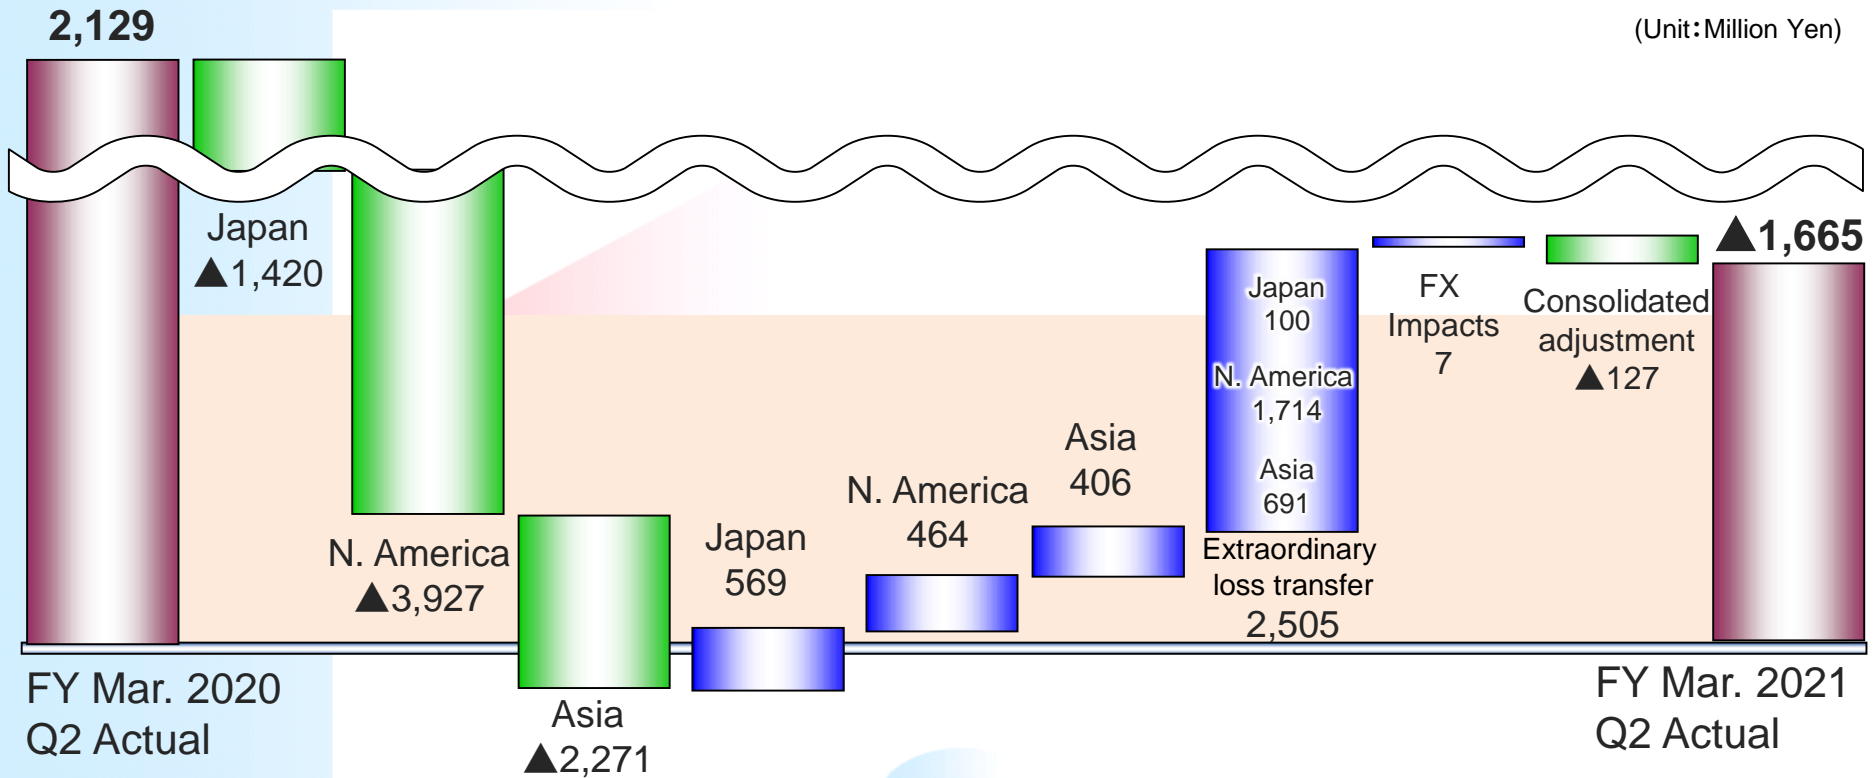 2,129
(Unit：Million Yen)
Japan
▲1,420
N. America
▲3,927
Asia
▲2,271
Japan
569
N. America
464
Asia
406
Japan
100
N. America
1,714
Asia
691
Extraordinary
loss transfer
2,505
FX
Impacts
7
Consolidated
adjustment
▲127
▲1,665
FY Mar. 2020
Q2 Actual
FY Mar. 2021
Q2 Actual